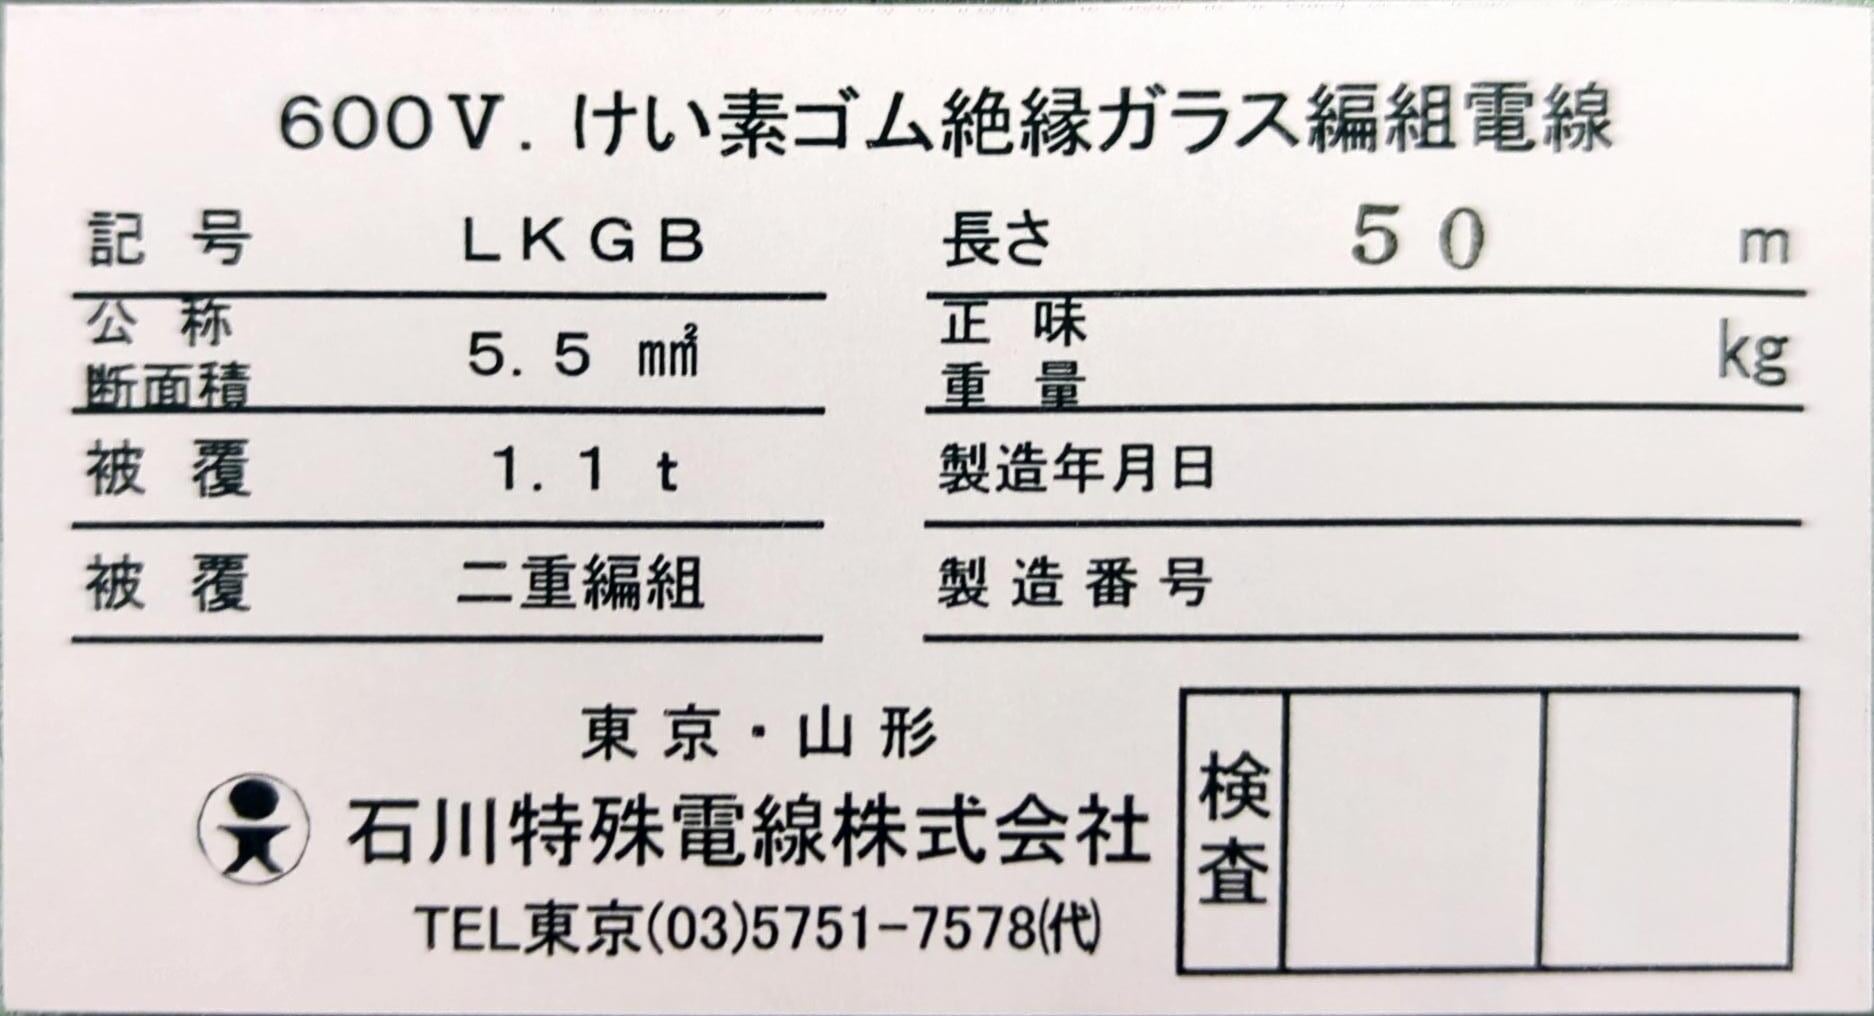 600V. けい素ゴム絶縁ガラス編組電線
記号 LKGB 長さ 50 m
公称断面積 5.5 ㎟ 正味重量 kg
被覆 1.1 t 製造年月日
被覆 二重編組 製造番号
東京・山形
石川特殊電線株式会社
TEL東京(03)5751-7578(代)
検査